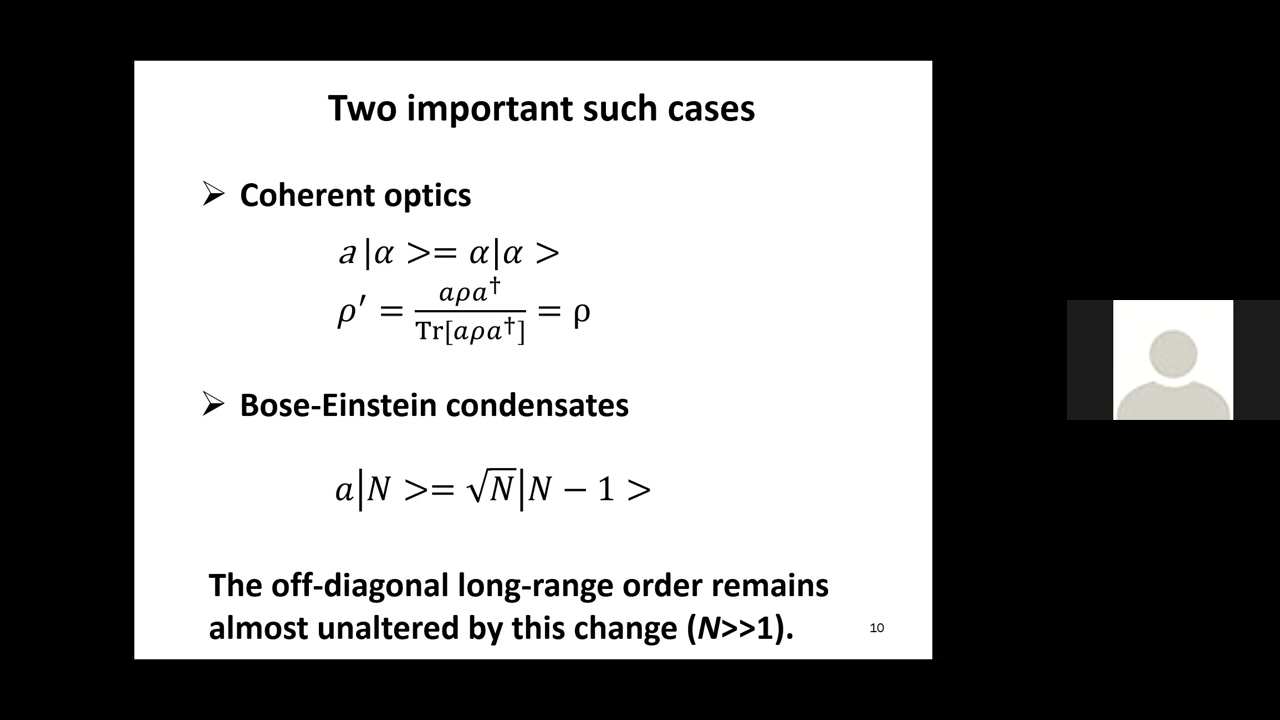 Two important such cases
➢ Coherent optics
a|α >= α|α >
ρ′ = aρa† / Tr[aρa†] = ρ
➢ Bose-Einstein condensates
a|N >= √N|N − 1 >
The off-diagonal long-range order remains
almost unaltered by this change (N>>1).
10